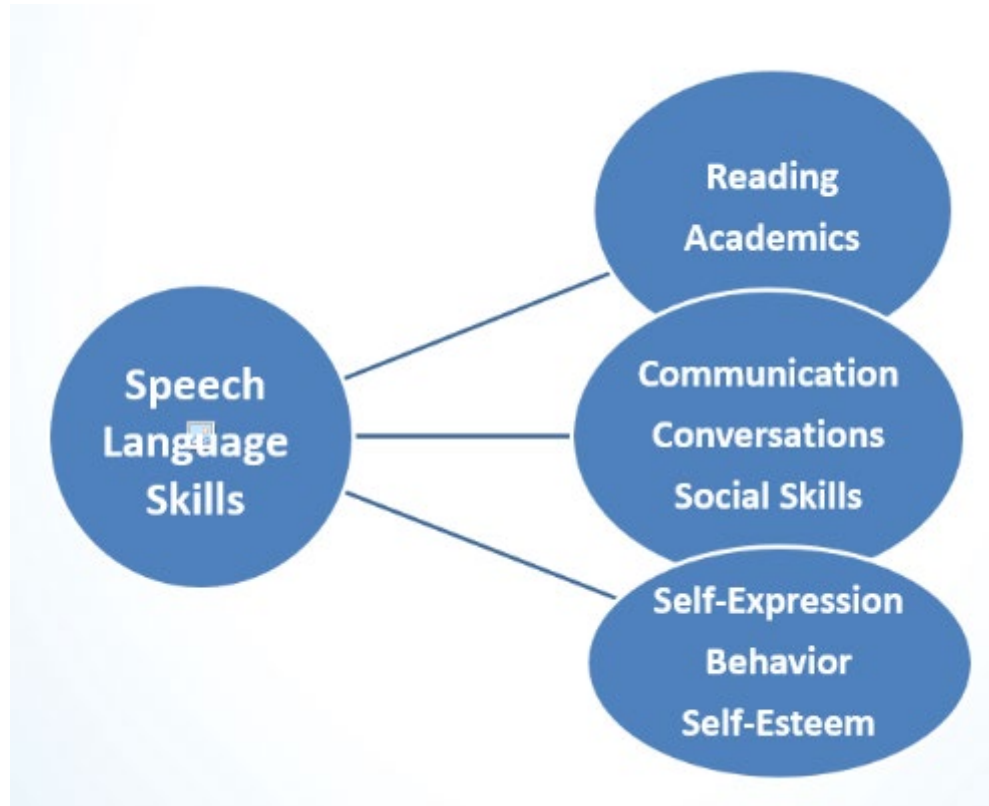 Speech
Language
Skills
Reading
Academics
Communication
Conversations
Social Skills
Self-Expression
Behavior
Self-Esteem